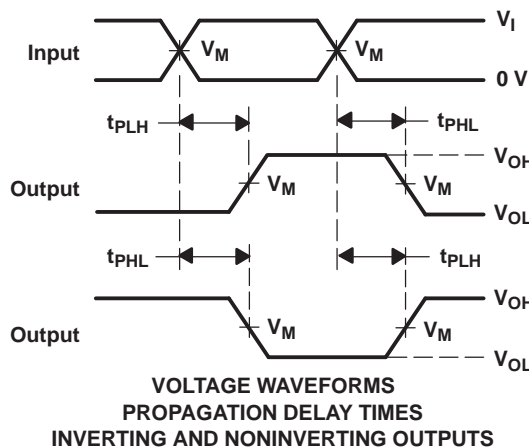 Input
V_M
V_M
V_I
0 V
t_PLH
t_PHL
Output
V_M
V_M
V_OH
V_OL
t_PHL
t_PLH
Output
V_M
V_M
V_OH
V_OL
VOLTAGE WAVEFORMS
PROPAGATION DELAY TIMES
INVERTING AND NONINVERTING OUTPUTS